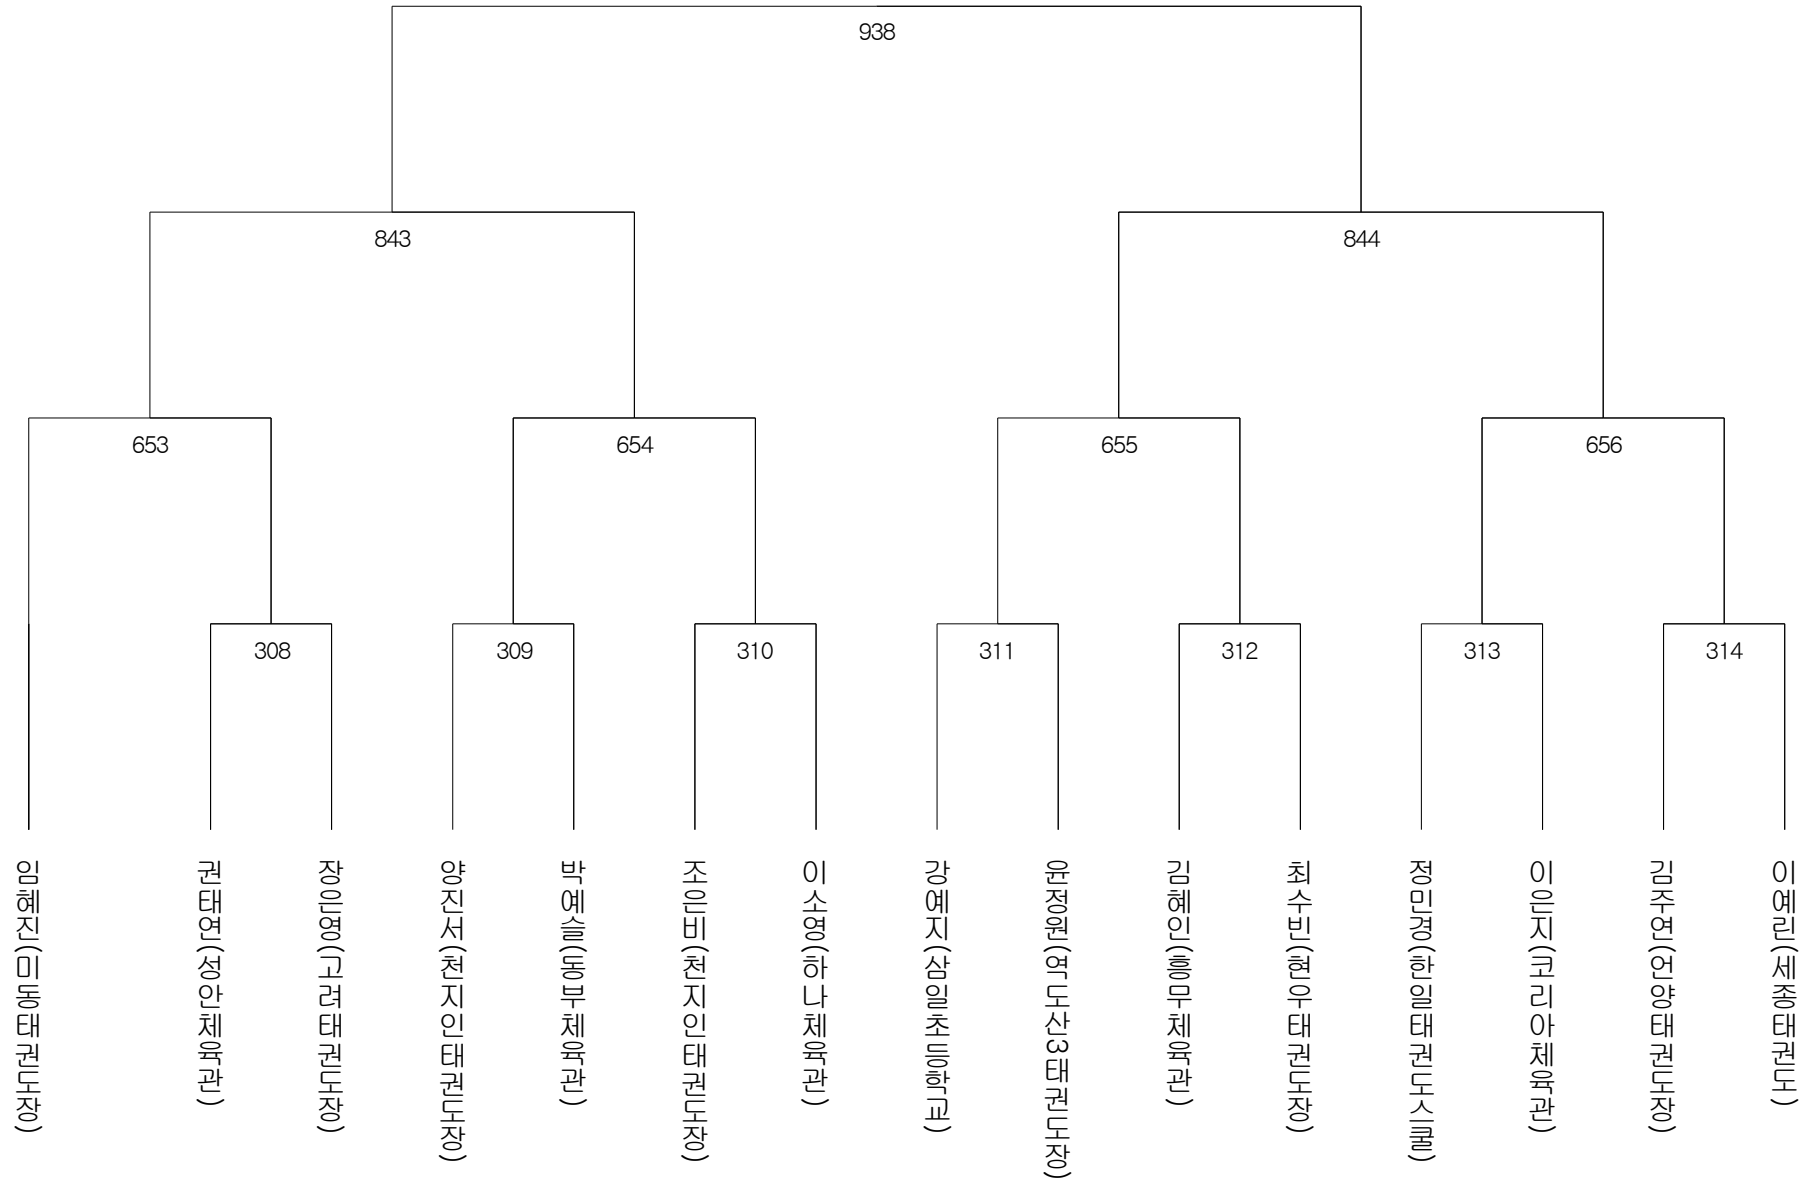 938
843
844
653
654
655
656
308
309
310
311
312
313
314
임혜진(미동태권도장)
권태연(성안체육관)
장은영(고려태권도장)
양진서(천지인태권도장)
박예슬(동부체육관)
조은비(천지인태권도장)
이소영(하나체육관)
강예지(삼일초등학교)
윤정원(역도산3태권도장)
김혜인(흥무체육관)
최수빈(현우태권도장)
정민경(한일태권도스쿨)
이은지(코리아체육관)
김주연(언양태권도장)
이예린(세종태권도)